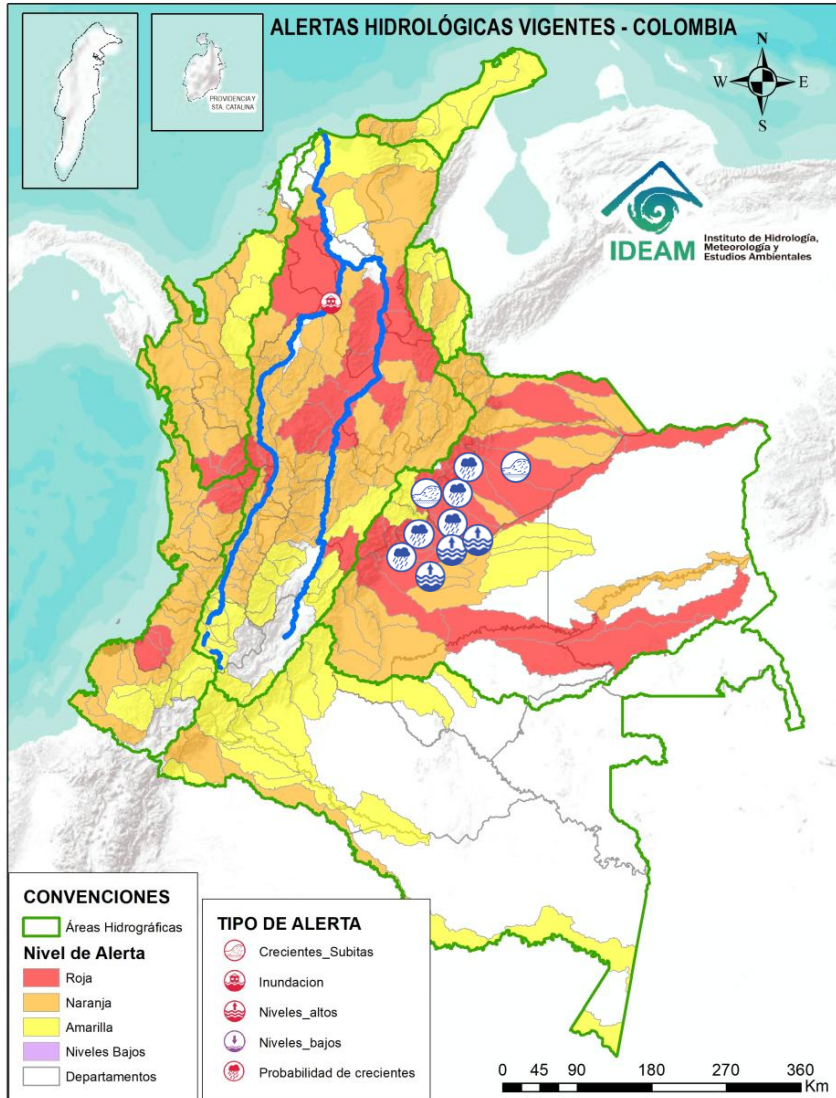 ALERTAS HIDROLÓGICAS VIGENTES - COLOMBIA
PROVIDENCIA Y
STA. CATALINA
N
W
E
S
IDEAM
Instituto de Hidrología,
Meteorología y
Estudios Ambientales
CONVENCIONES
Áreas Hidrográficas
Nivel de Alerta
Roja
Naranja
Amarilla
Niveles Bajos
Departamentos
TIPO DE ALERTA
Crecientes_Subitas
Inundacion
Niveles_altos
Niveles_bajos
Probabilidad de crecientes
0 45 90 180 270 360
Km